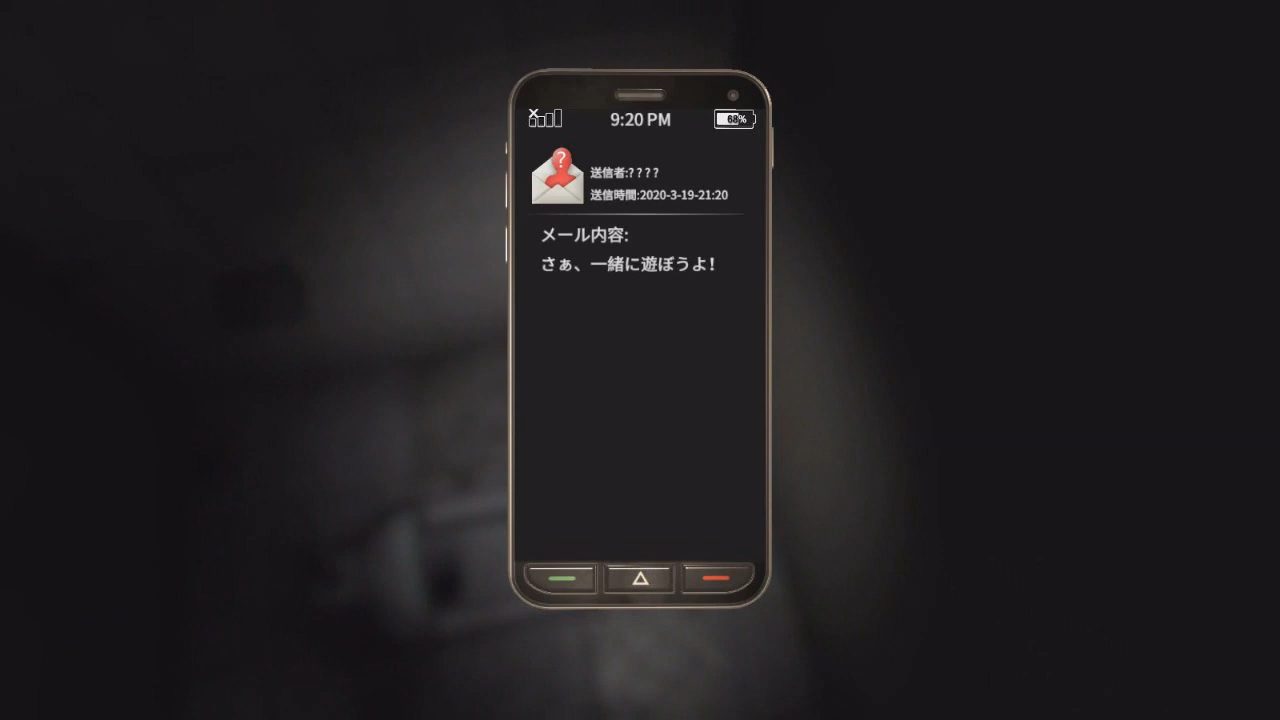 9:20 PM
68%
?
送信者:????
送信時間:2020-3-19-21:20
メール内容:
さぁ、一緒に遊ぼうよ!